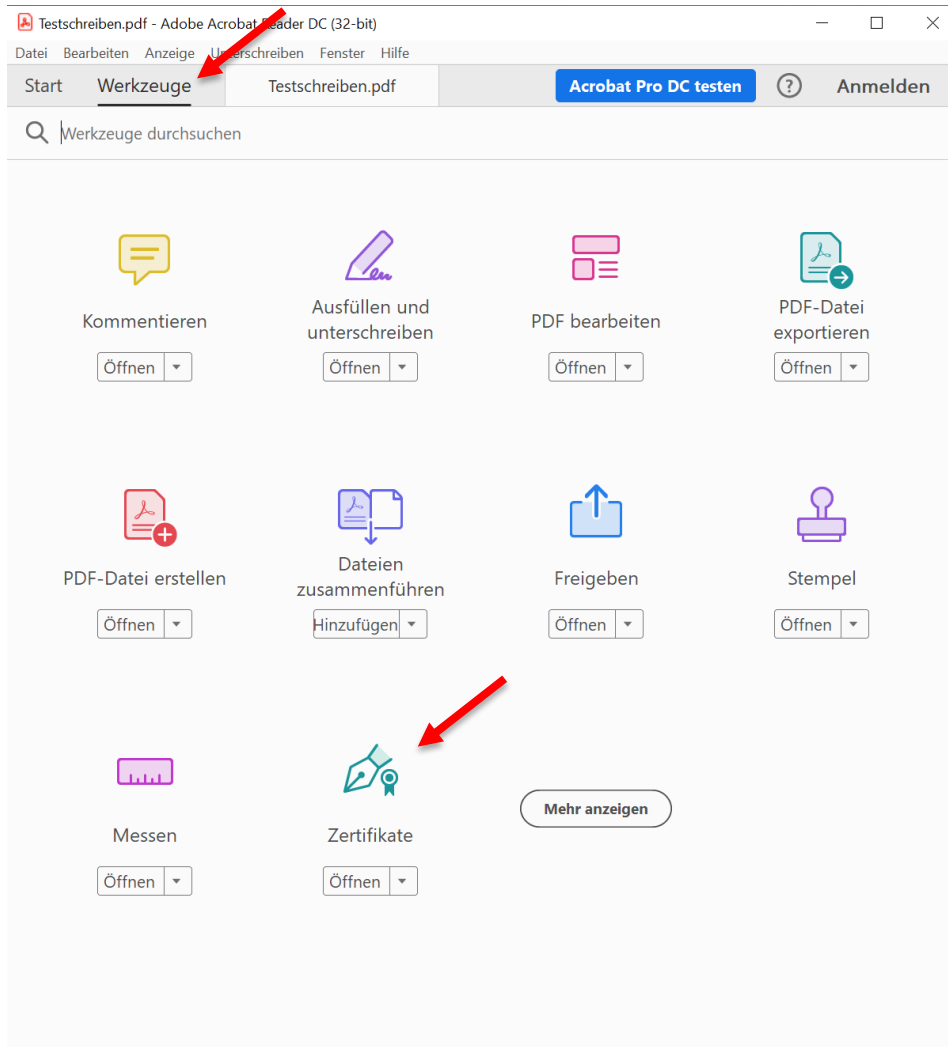 Testschreiben.pdf - Adobe Acrobat Reader DC (32-bit)
Datei Bearbeiten Anzeige Unterschreiben Fenster Hilfe
Start Werkzeuge Testschreiben.pdf Acrobat Pro DC testen ? Anmelden
Werkzeuge durchsuchen
Kommentieren
Öffnen
Ausfüllen und
unterschreiben
Öffnen
PDF bearbeiten
Öffnen
PDF-Datei
exportieren
Öffnen
PDF-Datei erstellen
Öffnen
Dateien
zusammenführen
Hinzufügen
Freigeben
Öffnen
Stempel
Öffnen
Messen
Öffnen
Zertifikate
Öffnen
Mehr anzeigen